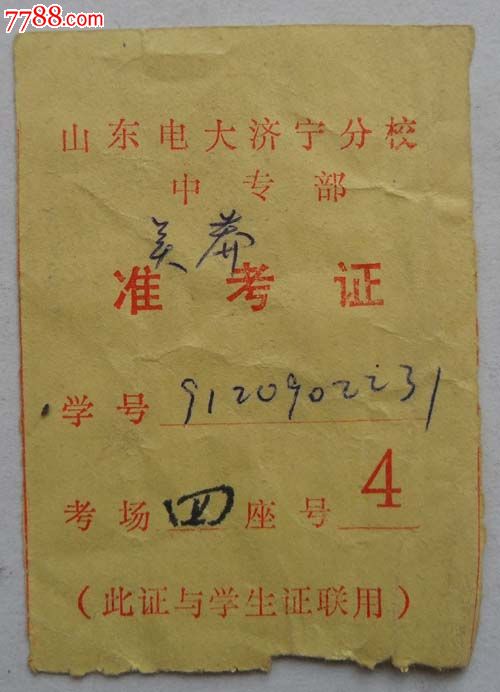 7788.com
山东电大济宁分校
中专部
准考证
学号 9120902231
考场 四 座号 4
（此证与学生证联用）